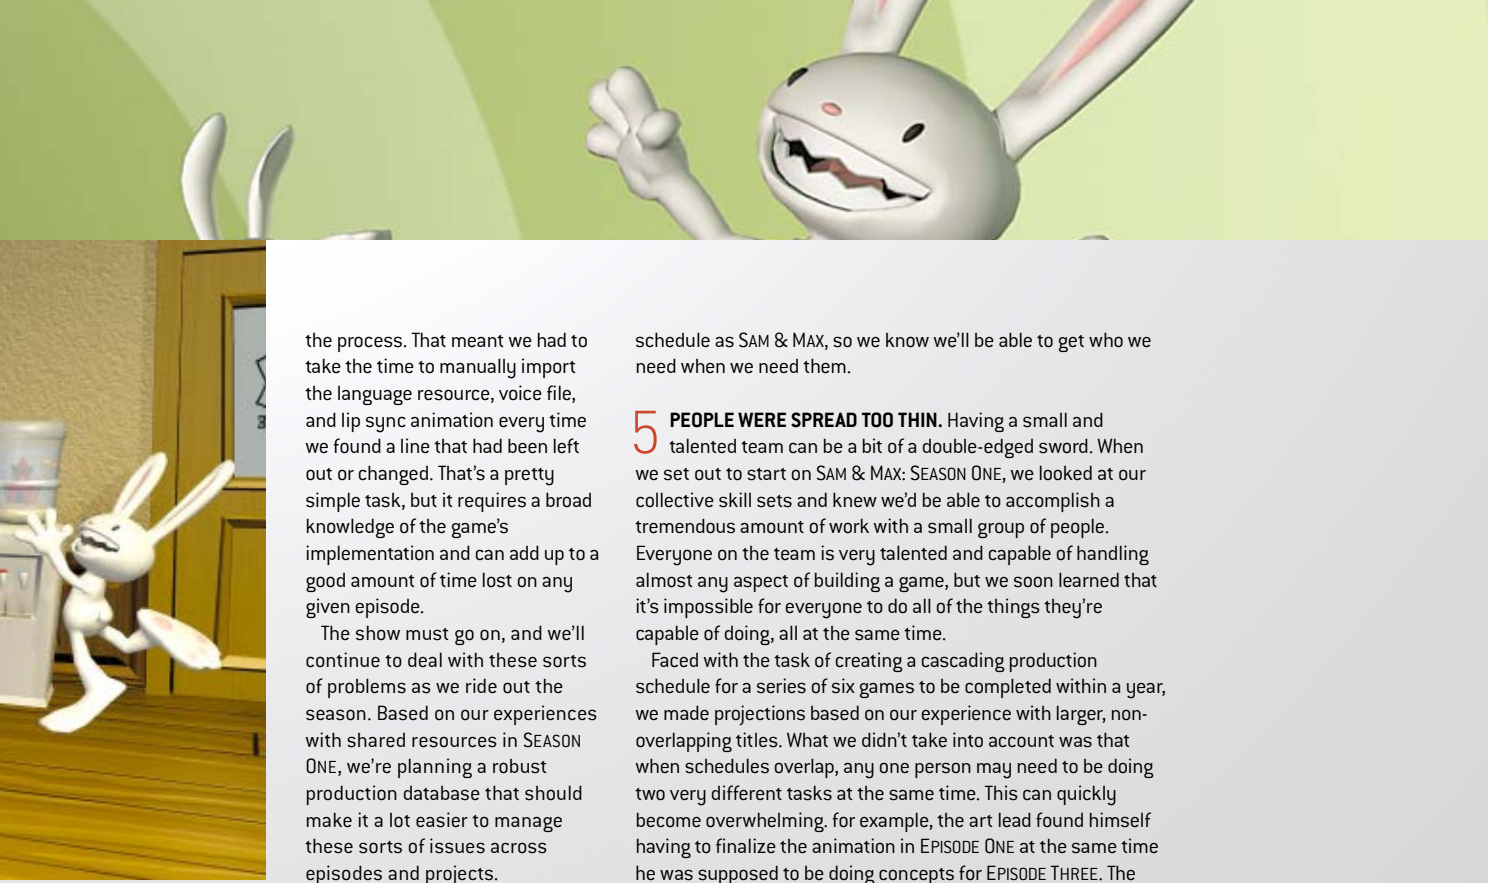 the process. That meant we had to
take the time to manually import
the language resource, voice file,
and lip sync animation every time
we found a line that had been left
out or changed. That's a pretty
simple task, but it requires a broad
knowledge of the game's
implementation and can add up to a
good amount of time lost on any
given episode.
The show must go on, and we'll
continue to deal with these sorts
of problems as we ride out the
season. Based on our experiences
with shared resources in SEASON
ONE, we're planning a robust
production database that should
make it a lot easier to manage
these sorts of issues across
episodes and projects.
schedule as SAM & MAX, so we know we'll be able to get who we
need when we need them.
5 PEOPLE WERE SPREAD TOO THIN. Having a small and
talented team can be a bit of a double-edged sword. When
we set out to start on SAM & MAX: SEASON ONE, we looked at our
collective skill sets and knew we'd be able to accomplish a
tremendous amount of work with a small group of people.
Everyone on the team is very talented and capable of handling
almost any aspect of building a game, but we soon learned that
it's impossible for everyone to do all of the things they're
capable of doing, all at the same time.
Faced with the task of creating a cascading production
schedule for a series of six games to be completed within a year,
we made projections based on our experience with larger, non-
overlapping titles. What we didn't take into account was that
when schedules overlap, any one person may need to be doing
two very different tasks at the same time. This can quickly
become overwhelming. for example, the art lead found himself
having to finalize the animation in EPISODE ONE at the same time
he was supposed to be doing concepts for EPISODE THREE. The